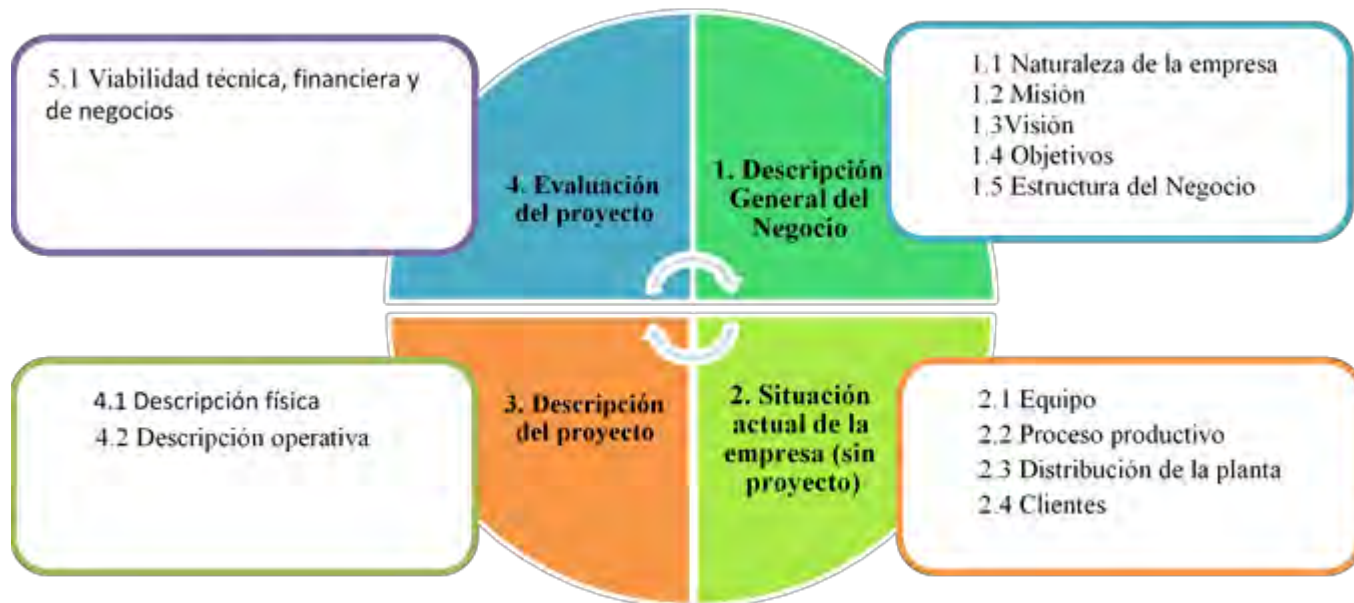 5.1 Viabilidad técnica, financiera y
de negocios
4. Evaluación
del proyecto
1. Descripción
General del
Negocio
1.1 Naturaleza de la empresa
1.2 Misión
1.3Visión
1.4 Objetivos
1.5 Estructura del Negocio
4.1 Descripción física
4.2 Descripción operativa
3. Descripción
del proyecto
2. Situación
actual de la
empresa (sin
proyecto)
2.1 Equipo
2.2 Proceso productivo
2.3 Distribución de la planta
2.4 Clientes